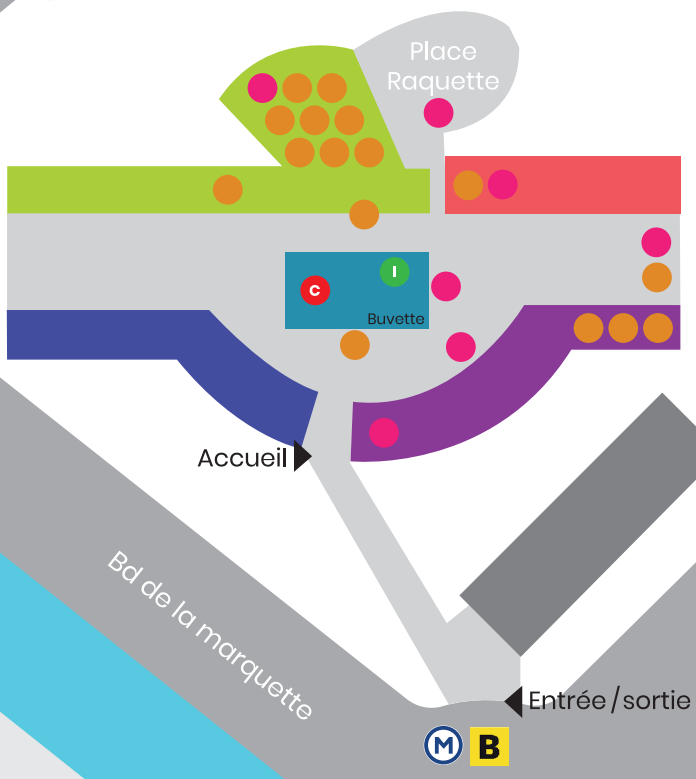 Place
Raquette
I
C
Buvette
Accueil
Bd de la marquette
Entrée / sortie
M B